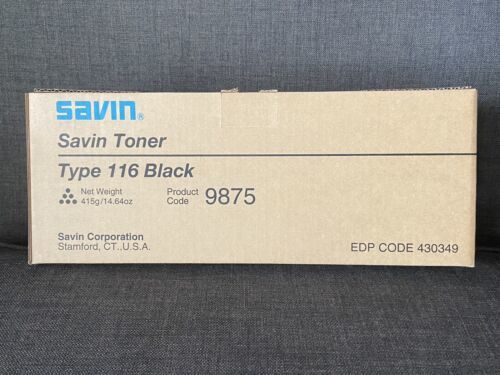 savin®
Savin Toner
Type 116 Black
Net Weight
415g/14.64oz
Product
Code
9875
Savin Corporation
Stamford, CT.,U.S.A.
EDP CODE 430349